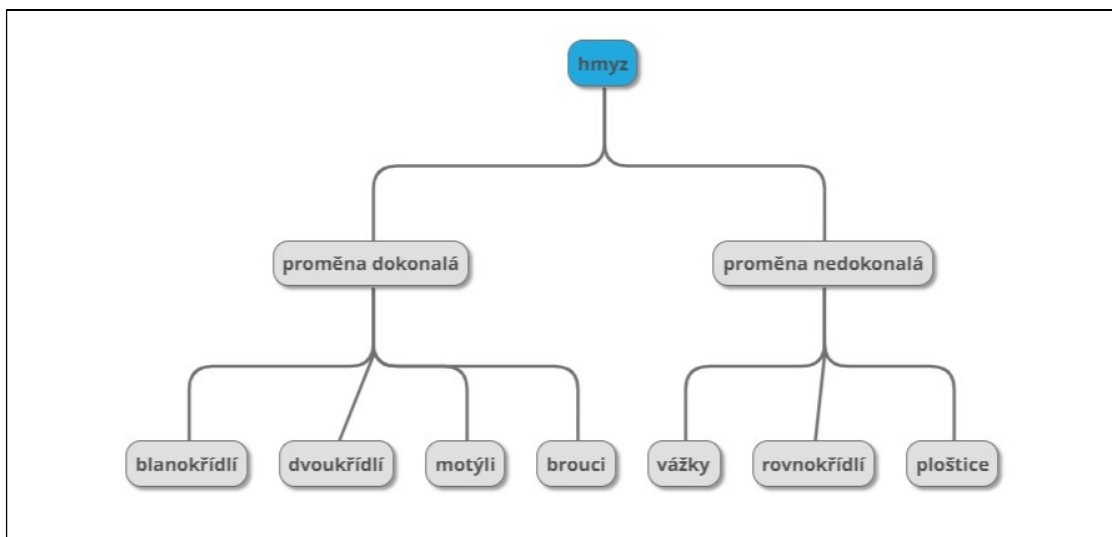 hmyz
proměna dokonalá proměna nedokonalá
blanokřídlí dvoukřídlí motýli brouci vážky rovnokřídlí ploštice